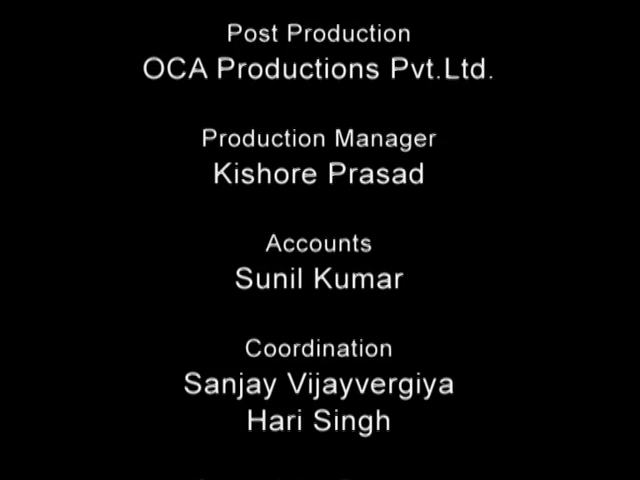 Post Production
OCA Productions Pvt.Ltd.
Production Manager
Kishore Prasad
Accounts
Sunil Kumar
Coordination
Sanjay Vijayvergiya
Hari Singh